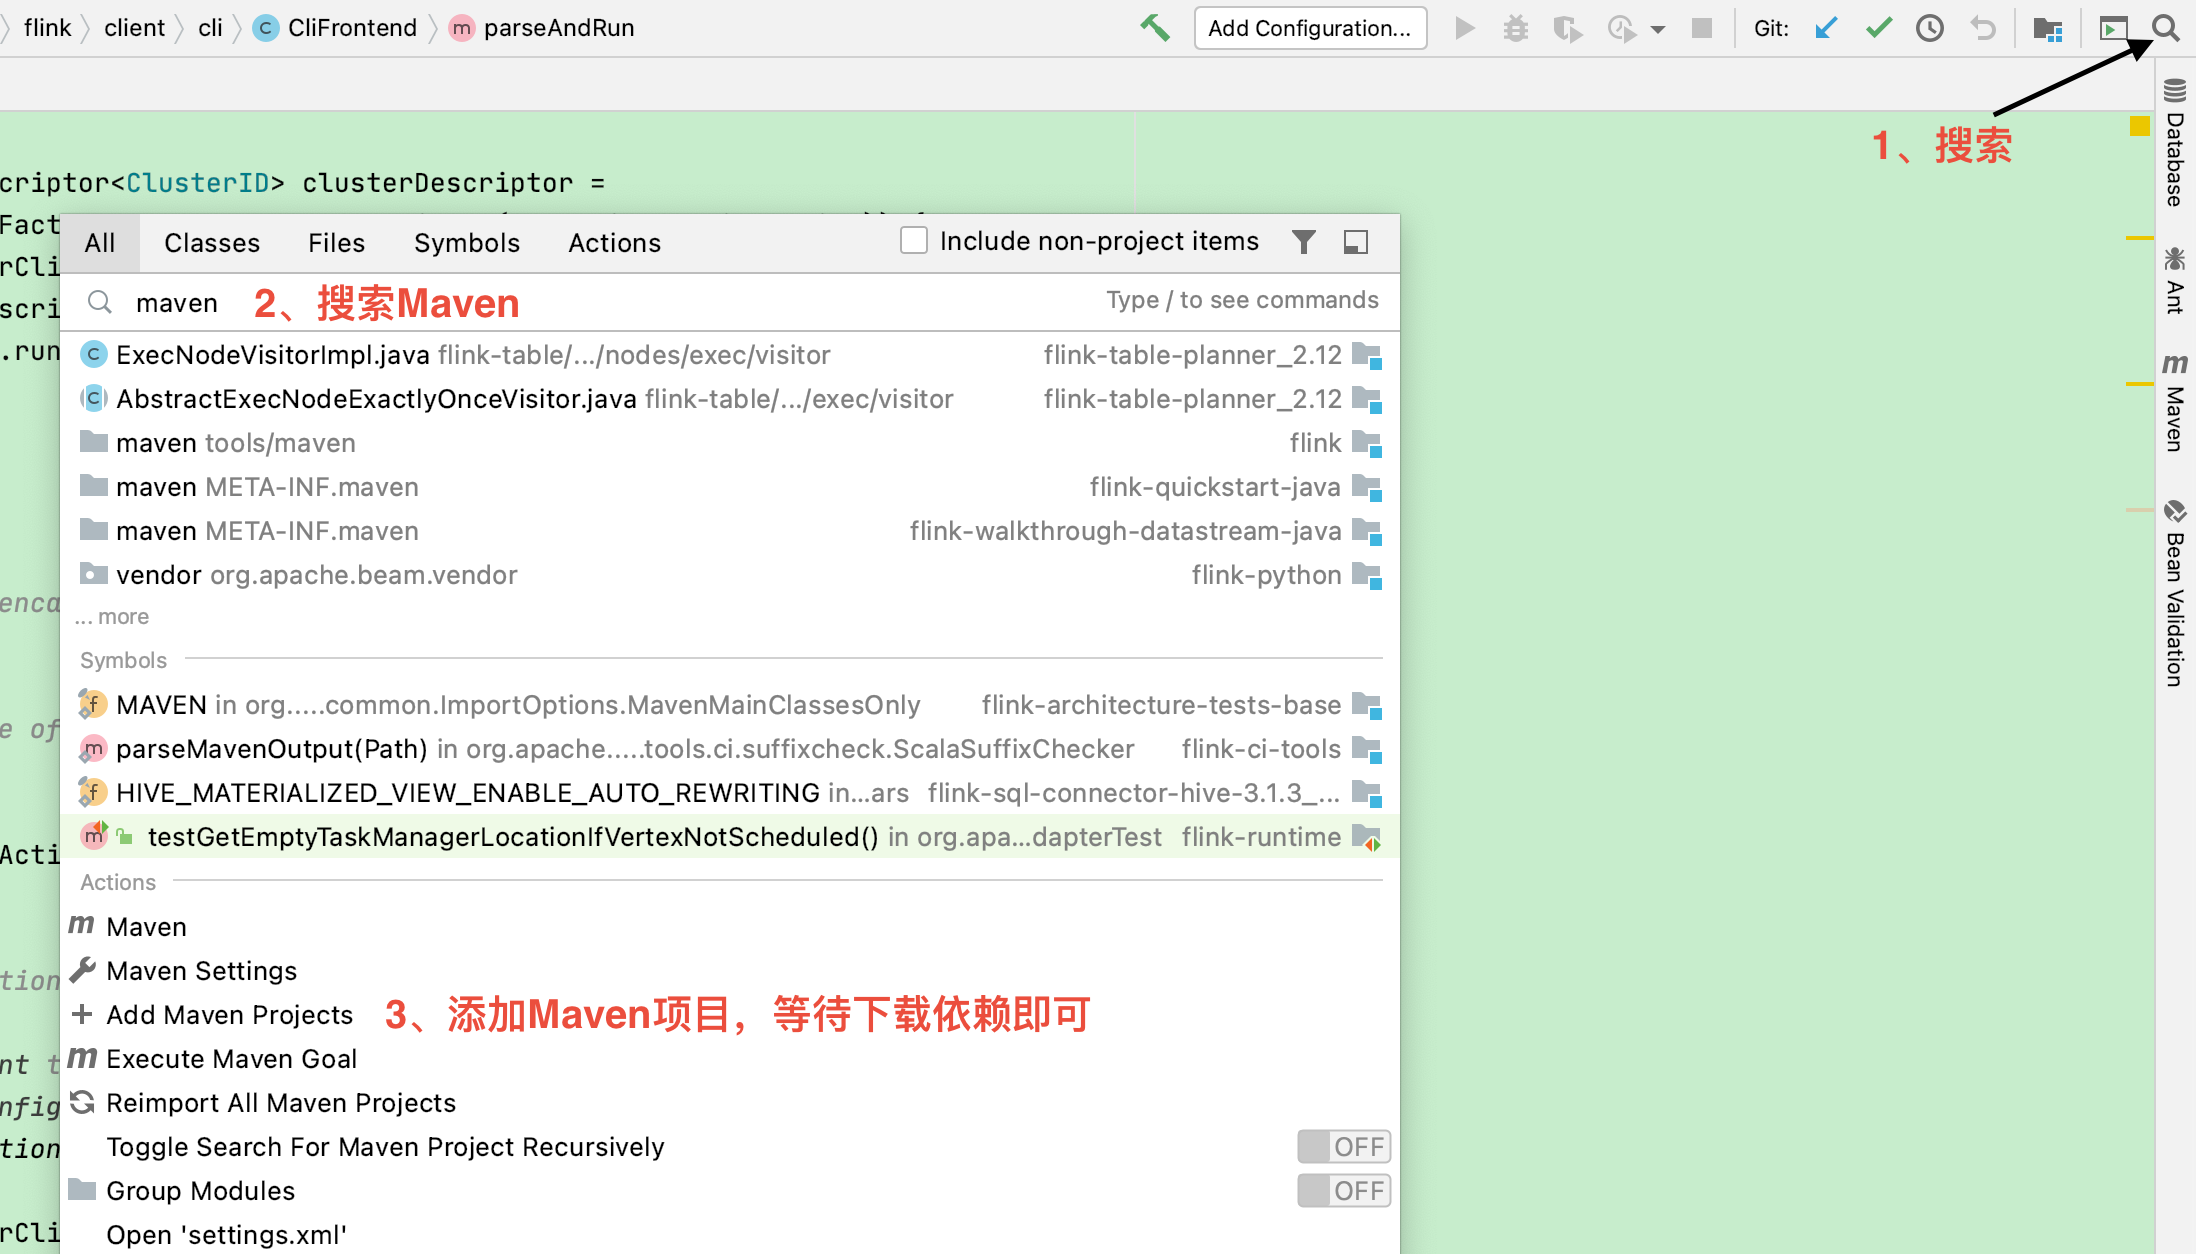 flink client cli CliFrontend parseAndRun Add Configuration... Git:
1、搜索
criptor<ClusterID> clusterDescriptor =
Fact
rCli
scri
.run
enca
e of
Acti
tion
nt t
nfig
tion
rCli
All Classes Files Symbols Actions Include non-project items
maven 2、搜索Maven Type / to see commands
ExecNodeVisitorImpl.java flink-table/.../nodes/exec/visitor flink-table-planner_2.12
AbstractExecNodeExactlyOnceVisitor.java flink-table/.../exec/visitor flink-table-planner_2.12
maven tools/maven flink
maven META-INF.maven flink-quickstart-java
maven META-INF.maven flink-walkthrough-datastream-java
vendor org.apache.beam.vendor flink-python
... more
Symbols
MAVEN in org.....common.ImportOptions.MavenMainClassesOnly flink-architecture-tests-base
parseMavenOutput(Path) in org.apache.....tools.ci.suffixcheck.ScalaSuffixChecker flink-ci-tools
HIVE_MATERIALIZED_VIEW_ENABLE_AUTO_REWRITING in...ars flink-sql-connector-hive-3.1.3_...
testGetEmptyTaskManagerLocationIfVertexNotScheduled() in org.apa...dapterTest flink-runtime
Actions
Maven
Maven Settings
Add Maven Projects 3、添加Maven项目，等待下载依赖即可
Execute Maven Goal
Reimport All Maven Projects
Toggle Search For Maven Project Recursively OFF
Group Modules OFF
Open 'settings.xml'
Database
Ant
Maven
Bean Validation